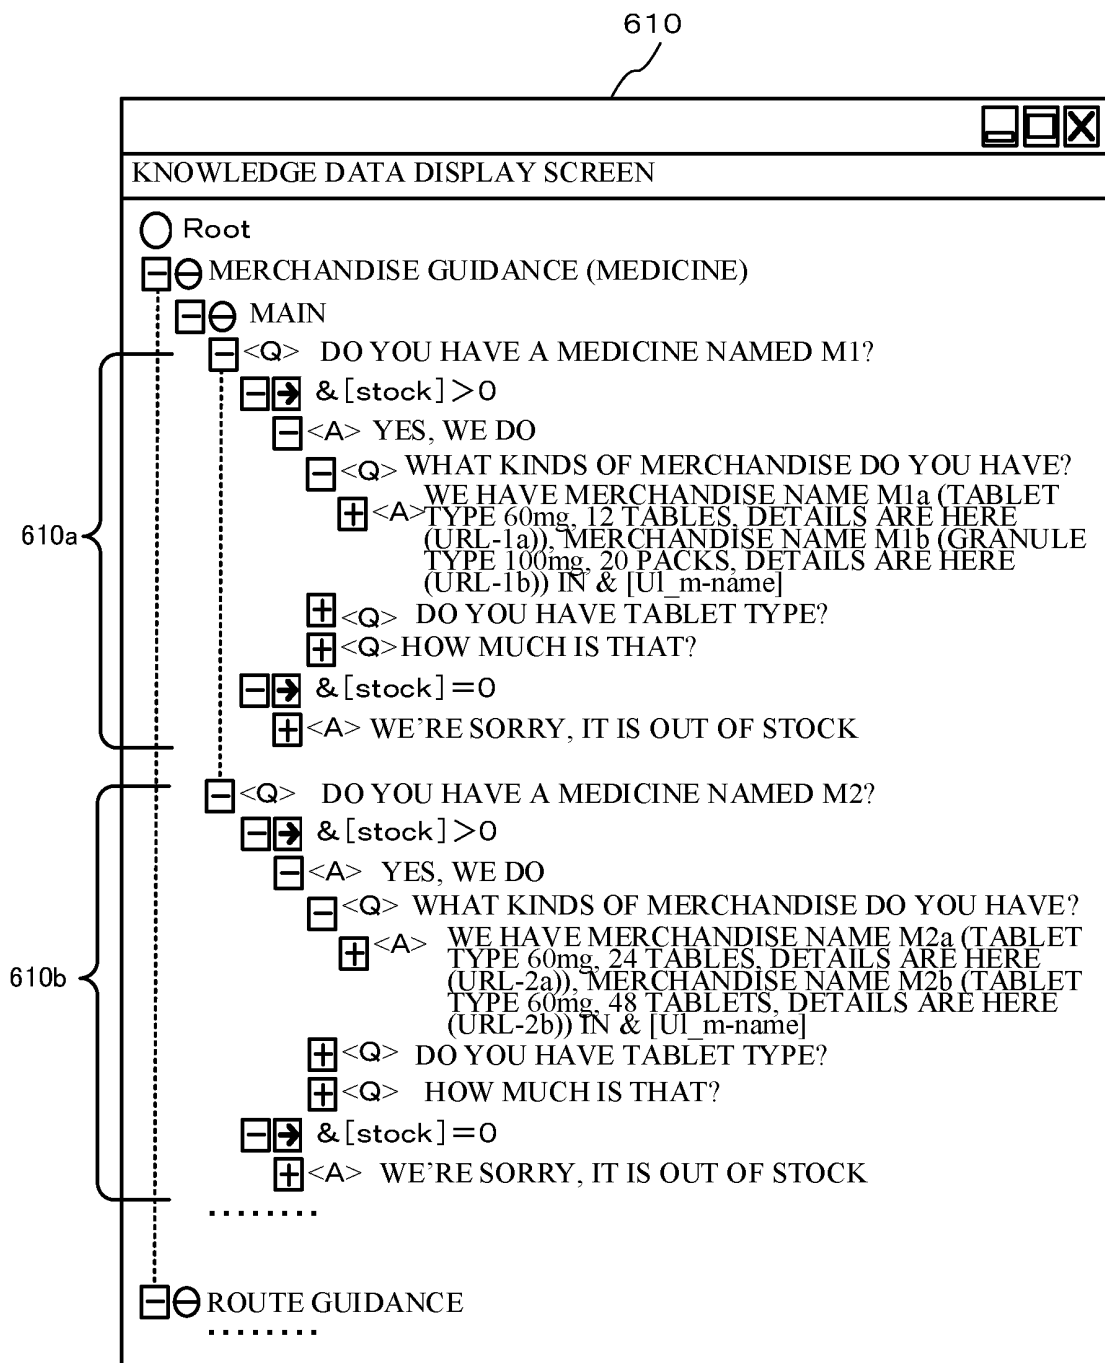 610
KNOWLEDGE DATA DISPLAY SCREEN
Root
MERCHANDISE GUIDANCE (MEDICINE)
MAIN
<Q> DO YOU HAVE A MEDICINE NAMED M1?
&[stock]>0
<A> YES, WE DO
<Q> WHAT KINDS OF MERCHANDISE DO YOU HAVE?
<A> WE HAVE MERCHANDISE NAME M1a (TABLET
TYPE 60mg, 12 TABLES, DETAILS ARE HERE
(URL-1a)), MERCHANDISE NAME M1b (GRANULE
TYPE 100mg, 20 PACKS, DETAILS ARE HERE
(URL-1b)) IN & [Ul_m-name]
610a
<Q> DO YOU HAVE TABLET TYPE?
<Q> HOW MUCH IS THAT?
&[stock]=0
<A> WE'RE SORRY, IT IS OUT OF STOCK
<Q> DO YOU HAVE A MEDICINE NAMED M2?
&[stock]>0
<A> YES, WE DO
<Q> WHAT KINDS OF MERCHANDISE DO YOU HAVE?
<A> WE HAVE MERCHANDISE NAME M2a (TABLET
TYPE 60mg, 24 TABLES, DETAILS ARE HERE
(URL-2a)), MERCHANDISE NAME M2b (TABLET
TYPE 60mg, 48 TABLETS, DETAILS ARE HERE
(URL-2b)) IN & [Ul_m-name]
610b
<Q> DO YOU HAVE TABLET TYPE?
<Q> HOW MUCH IS THAT?
&[stock]=0
<A> WE'RE SORRY, IT IS OUT OF STOCK
........
ROUTE GUIDANCE
........